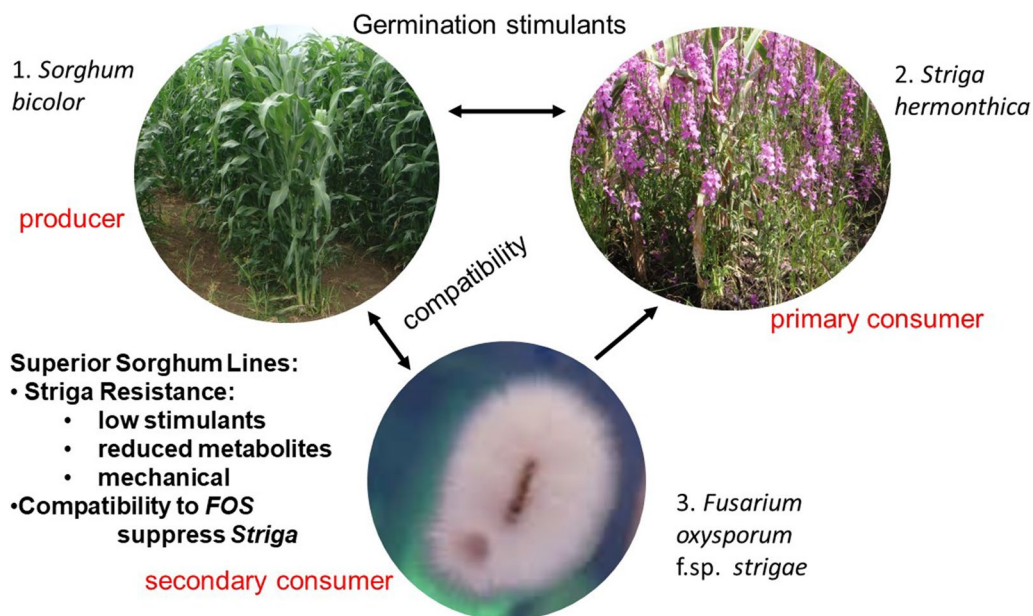 Germination stimulants
1. Sorghum
bicolor
2. Striga
hermonthica
producer
compatibility
primary consumer
Superior Sorghum Lines:
• Striga Resistance:
• low stimulants
• reduced metabolites
• mechanical
•Compatibility to FOS
suppress Striga
3. Fusarium
oxysporum
f.sp. strigae
secondary consumer